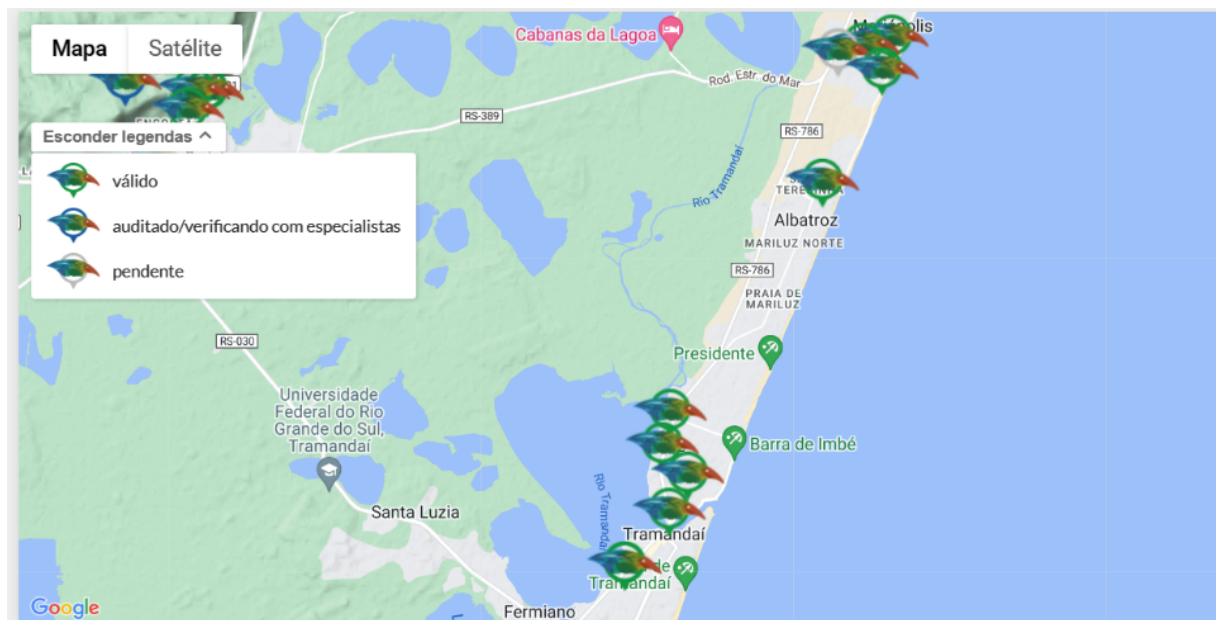 Mapa
Satélite
Cabanas da Lagoa
Rod. Estr. do Mar
RS-389
RS-786
Esconder legendas
válido
auditado/verificando com especialistas
pendente
Rio Tramandaí
Albatroz
MARILUZ NORTE
RS-786
PRAIA DE
MARILUZ
RS-030
Presidente
Universidade
Federal do Rio
Grande do Sul,
Tramandaí
Barra de Imbé
Santa Luzia
Rio Tramandaí
Tramandaí
de
Tramandaí
Fermiano
Google